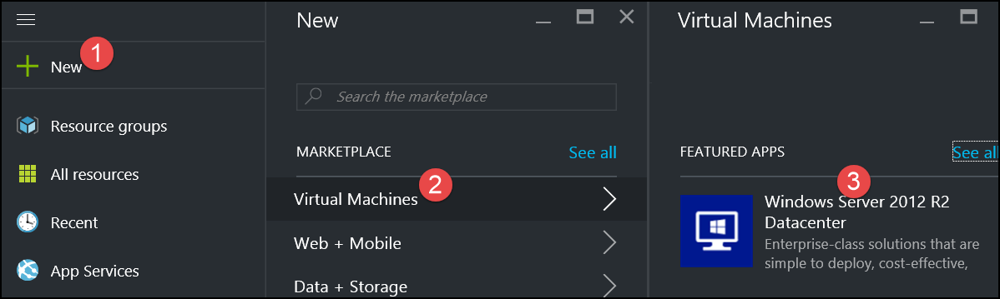 1
New
Resource groups
All resources
Recent
App Services
New
Search the marketplace
MARKETPLACE
See all
2
Virtual Machines
Web + Mobile
Data + Storage
Virtual Machines
FEATURED APPS
See all
3
Windows Server 2012 R2
Datacenter
Enterprise-class solutions that are
simple to deploy, cost-effective,